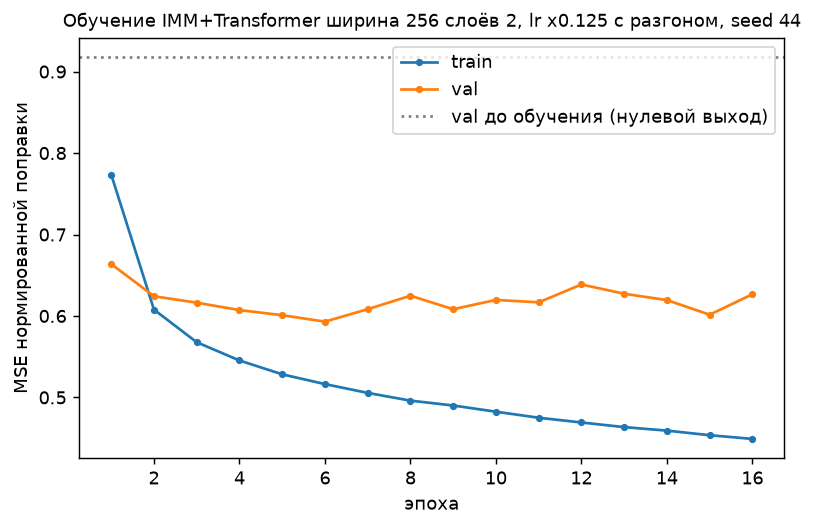 Обучение IMM+Transformer ширина 256 слоёв 2, lr x0.125 с разгоном, seed 44
train
val
val до обучения (нулевой выход)
MSE нормированной поправки
0.9
0.8
0.7
0.6
0.5
2 4 6 8 10 12 14 16
эпоха